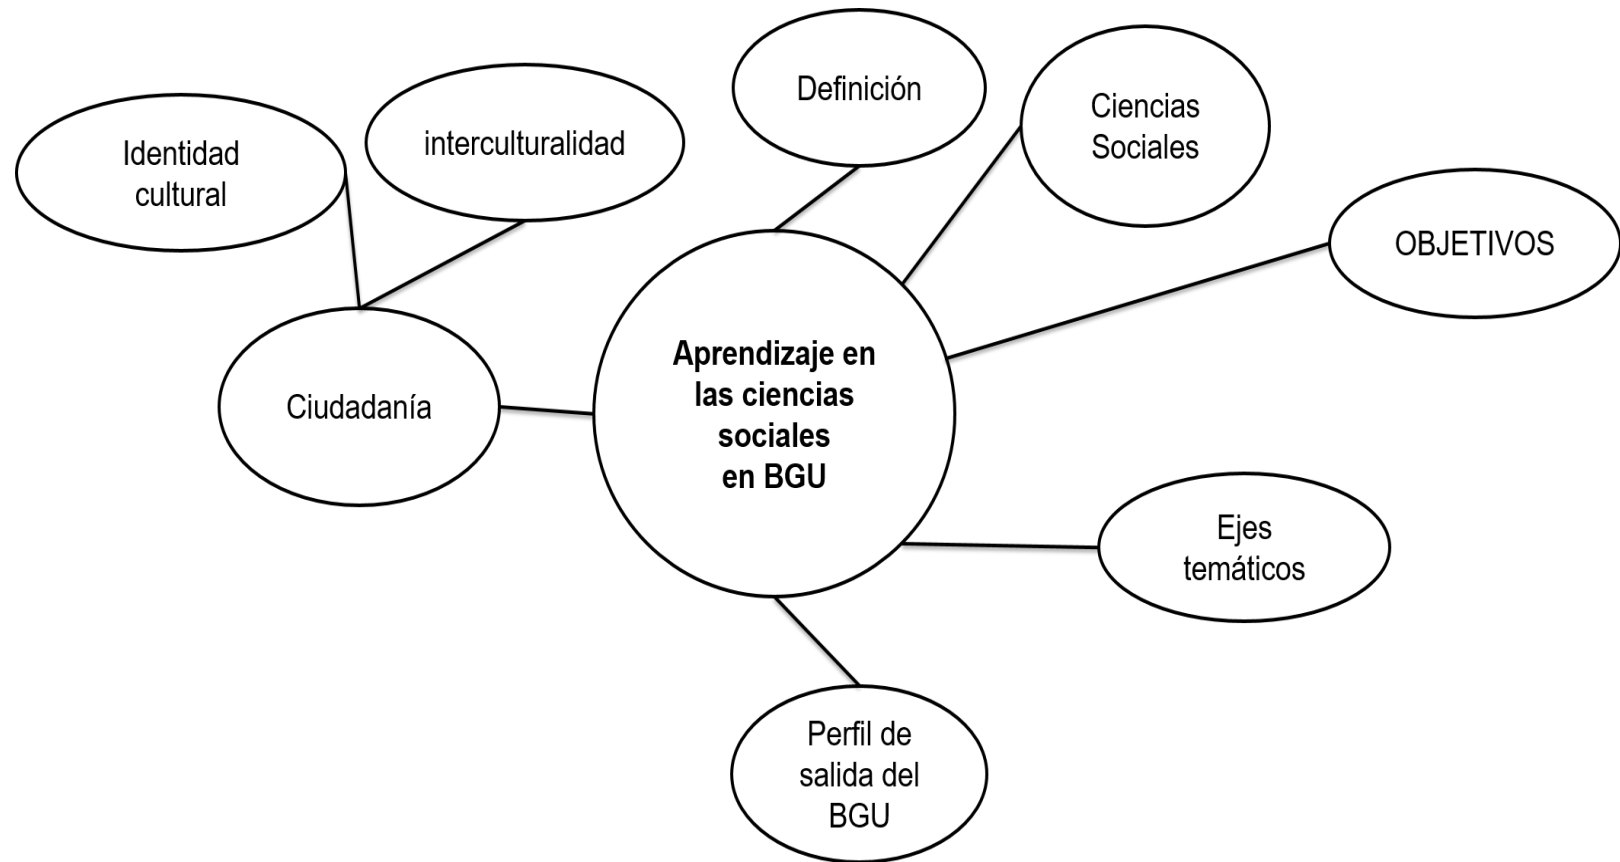 Definición
Ciencias
Sociales
interculturalidad
Identidad
cultural
OBJETIVOS
Aprendizaje en
las ciencias
sociales
en BGU
Ciudadanía
Ejes
temáticos
Perfil de
salida del
BGU